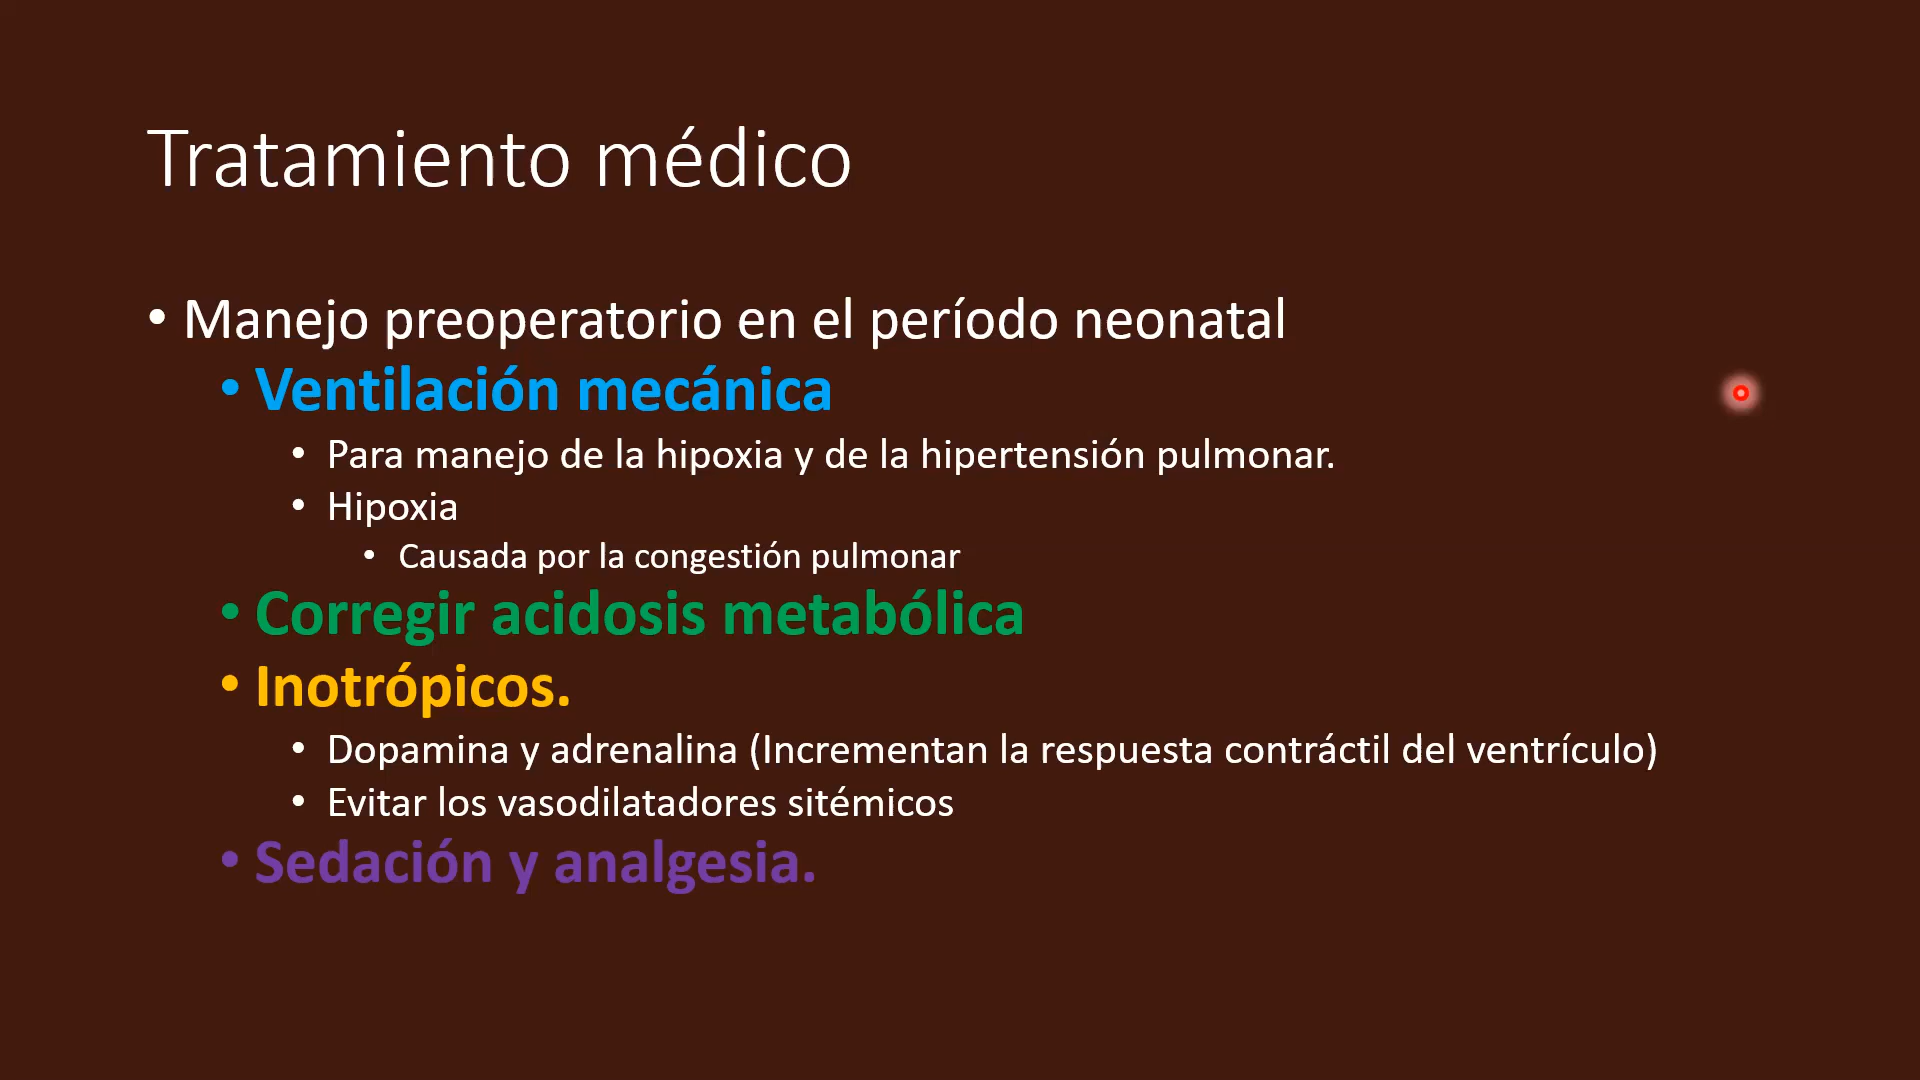 Tratamiento médico
• Manejo preoperatorio en el período neonatal
• Ventilación mecánica
• Para manejo de la hipoxia y de la hipertensión pulmonar.
• Hipoxia
• Causada por la congestión pulmonar
• Corregir acidosis metabólica
• Inotrópicos.
• Dopamina y adrenalina (Incrementan la respuesta contráctil del ventrículo)
• Evitar los vasodilatadores sitémicos
• Sedación y analgesia.